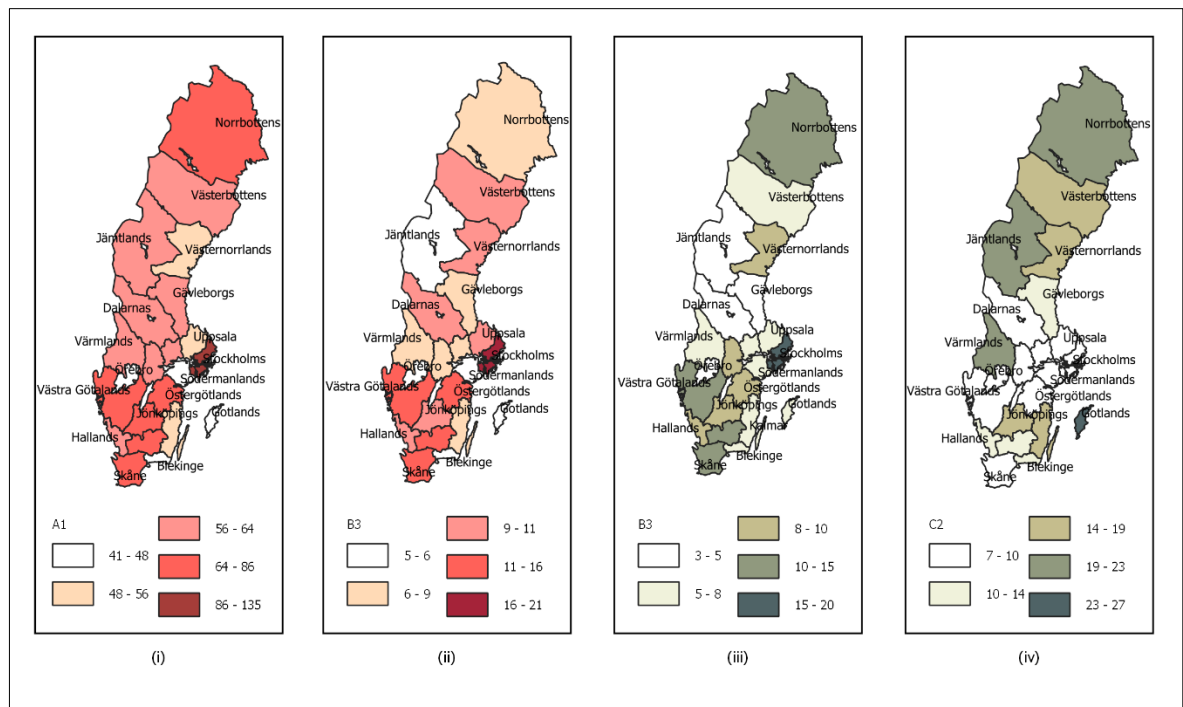 Norrbottens
Västerbottens
Jämtlands
Västernorrlands
Gävleborgs
Dalarnas
Uppsala
Värmlands
Stockholms
Örebro
Södermanlands
Västra Götalands
Östergötlands
Jönköpings
Gotlands
Hallands
Blekinge
Skåne
A1
41 - 48
48 - 56
56 - 64
64 - 86
86 - 135
(i)
Norrbottens
Västerbottens
Jämtlands
Västernorrlands
Gävleborgs
Dalarnas
Uppsala
Värmlands
Stockholms
Örebro
Södermanlands
Västra Götalands
Östergötlands
Jönköpings
Gotlands
Hallands
Blekinge
Skåne
B3
5 - 6
6 - 9
9 - 11
11 - 16
16 - 21
(ii)
Norrbottens
Västerbottens
Jämtlands
Västernorrlands
Gävleborgs
Dalarnas
Uppsala
Värmlands
Stockholms
Örebro
Södermanlands
Västra Götalands
Östergötlands
Jönköpings
Gotlands
Kalmar
Hallands
Blekinge
Skåne
B3
3 - 5
5 - 8
8 - 10
10 - 15
15 - 20
(iii)
Norrbottens
Västerbottens
Jämtlands
Västernorrlands
Gävleborgs
Dalarnas
Uppsala
Värmlands
Stockholms
Örebro
Södermanlands
Västra Götalands
Östergötlands
Jönköpings
Gotlands
Hallands
Blekinge
Skåne
C2
7 - 10
10 - 14
14 - 19
19 - 23
23 - 27
(iv)